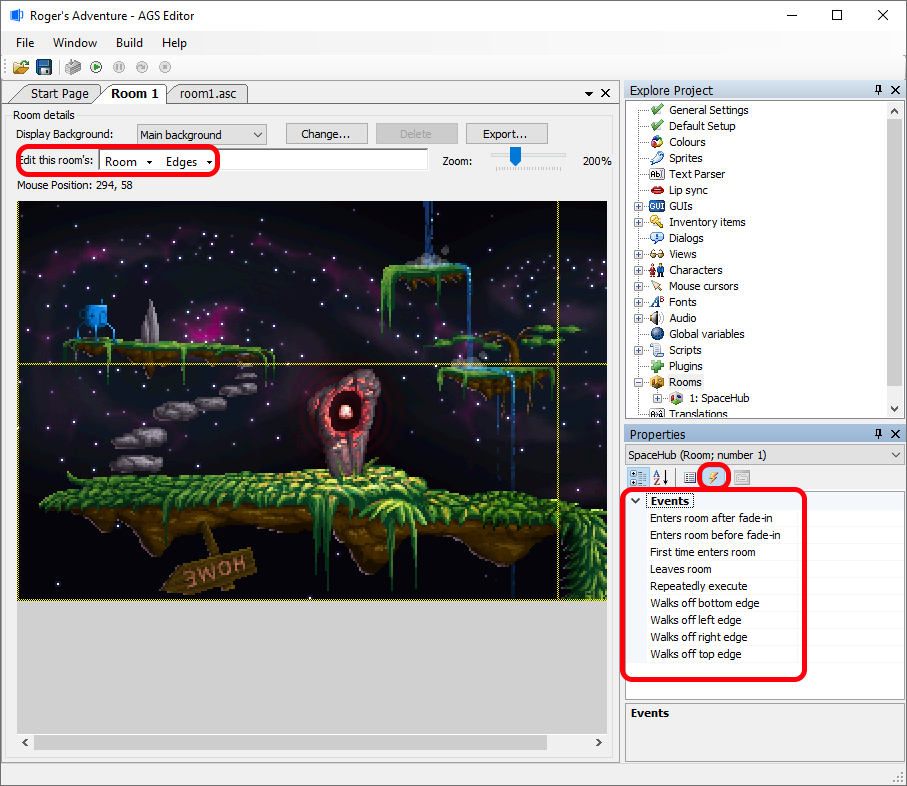 Roger's Adventure - AGS Editor
File Window Build Help
Start Page Room 1 room1.asc
Room details
Display Background: Main background Change... Delete Export...
Edit this room's: Room Edges Zoom: 200%
Mouse Position: 294, 58
HOME
Explore Project
General Settings
Default Setup
Colours
Sprites
Text Parser
Lip sync
GUIs
Inventory items
Dialogs
Views
Characters
Mouse cursors
Fonts
Audio
Global variables
Scripts
Plugins
Rooms
1: SpaceHub
Translations
Properties
SpaceHub (Room; number 1)
Events
Enters room after fade-in
Enters room before fade-in
First time enters room
Leaves room
Repeatedly execute
Walks off bottom edge
Walks off left edge
Walks off right edge
Walks off top edge
Events